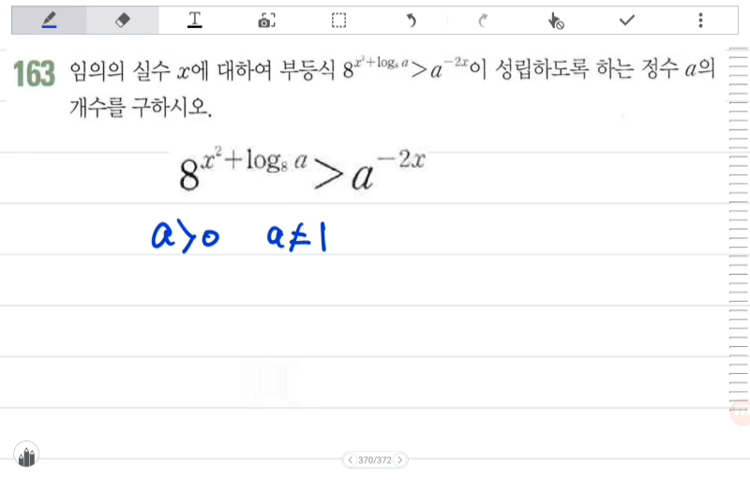 163 임의의 실수 x에 대하여 부등식 8^{x²+log₈ a}>a^{-2x}이 성립하도록 하는 정수 a의
개수를 구하시오.
8^{x²+log₈ a}>a^{-2x}
a>0 a≠1
370/372